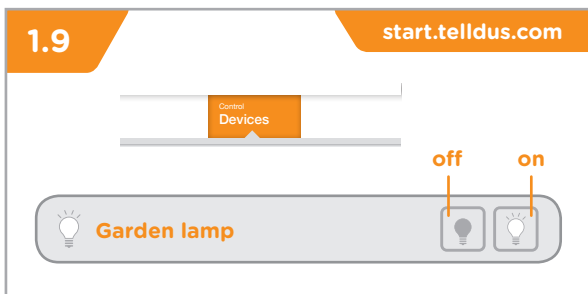 1.9
start.telldus.com
Control
Devices
off
on
Garden lamp